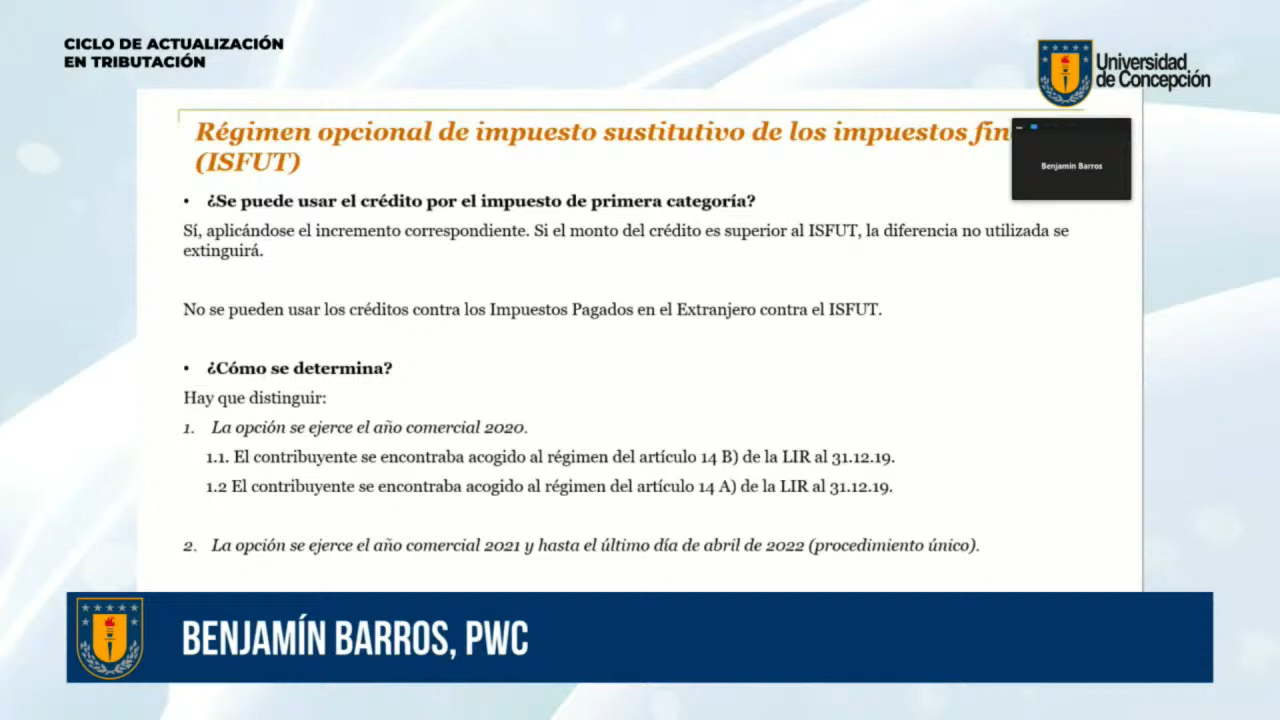 CICLO DE ACTUALIZACIÓN
EN TRIBUTACIÓN
Universidad
de Concepción
Régimen opcional de impuesto sustitutivo de los impuestos
(ISFUT)
Benjamín Barros
• ¿Se puede usar el crédito por el impuesto de primera categoría?
Sí, aplicándose el incremento correspondiente. Si el monto del crédito es superior al ISFUT, la diferencia no utilizada se
extinguirá.
No se pueden usar los créditos contra los Impuestos Pagados en el Extranjero contra el ISFUT.
• ¿Cómo se determina?
Hay que distinguir:
1. La opción se ejerce el año comercial 2020.
1.1. El contribuyente se encontraba acogido al régimen del artículo 14 B) de la LIR al 31.12.19.
1.2 El contribuyente se encontraba acogido al régimen del artículo 14 A) de la LIR al 31.12.19.
2. La opción se ejerce el año comercial 2021 y hasta el último día de abril de 2022 (procedimiento único).
BENJAMÍN BARROS, PWC